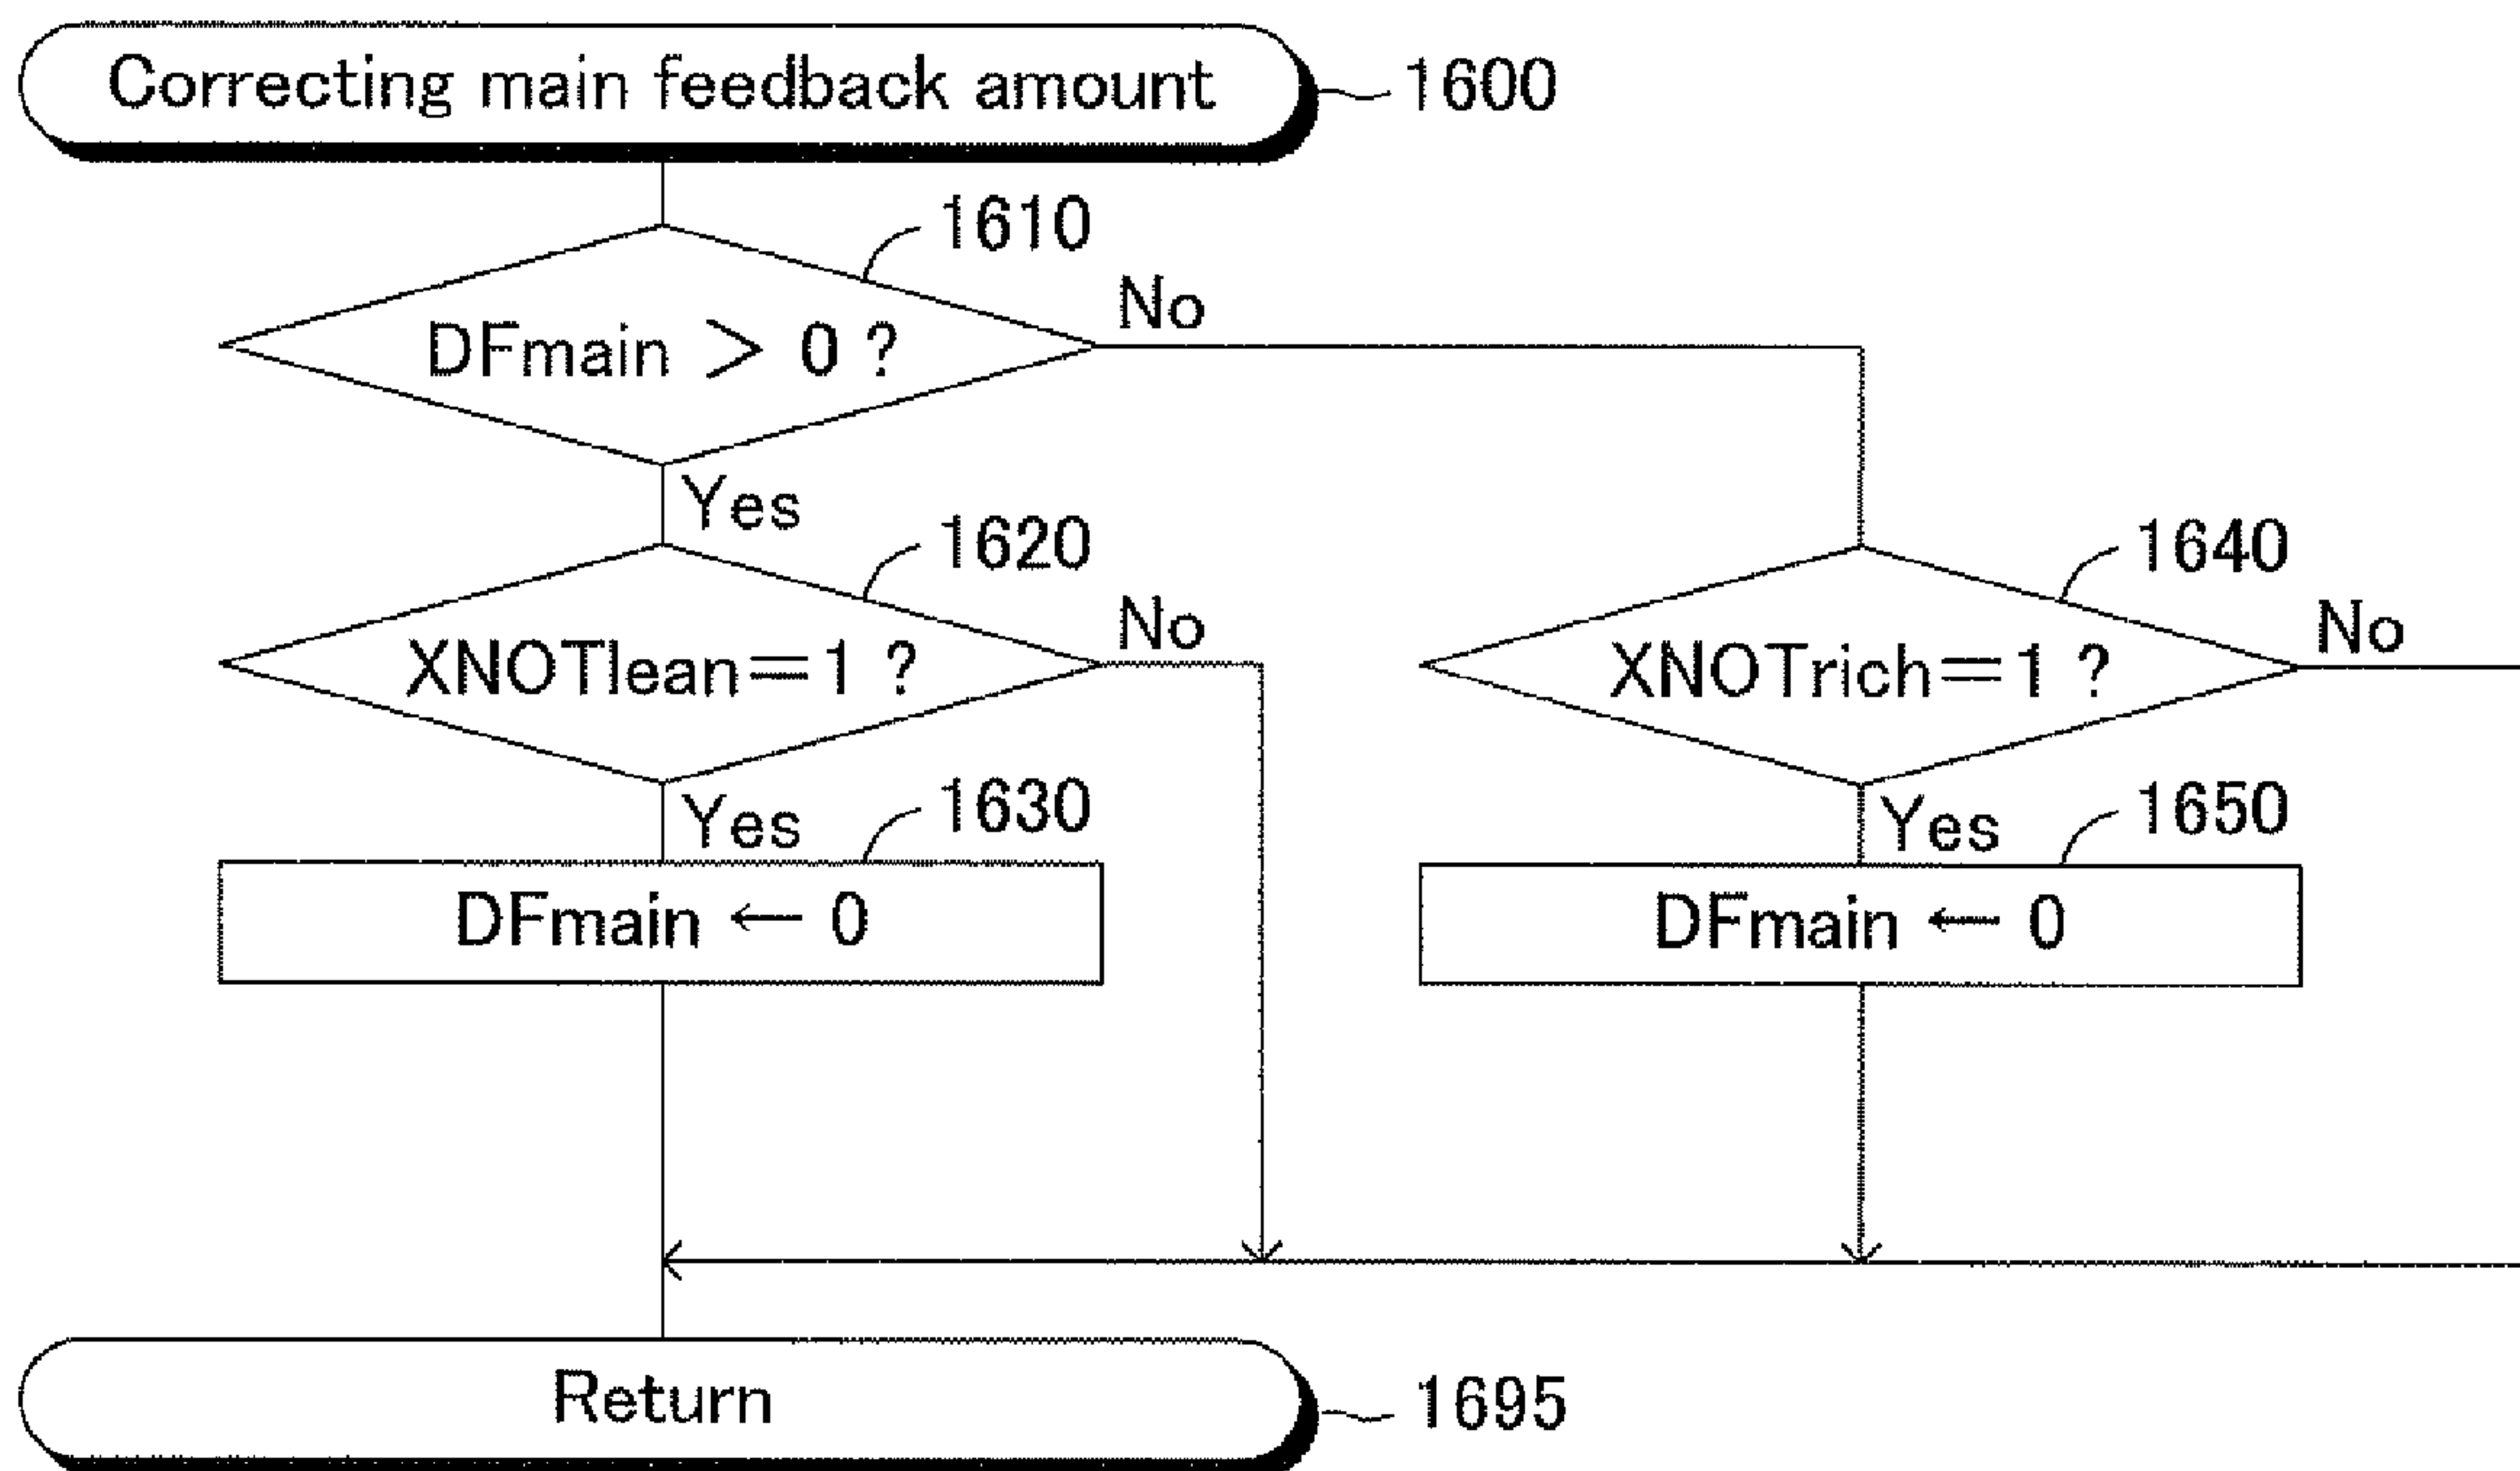 Correcting main feedback amount
1600
1610
DFmain > 0 ?
No
Yes
1620
XNOTlean=1 ?
No
1640
XNOTrich=1 ?
No
Yes
1630
DFmain ← 0
Yes
1650
DFmain ← 0
Return
1695